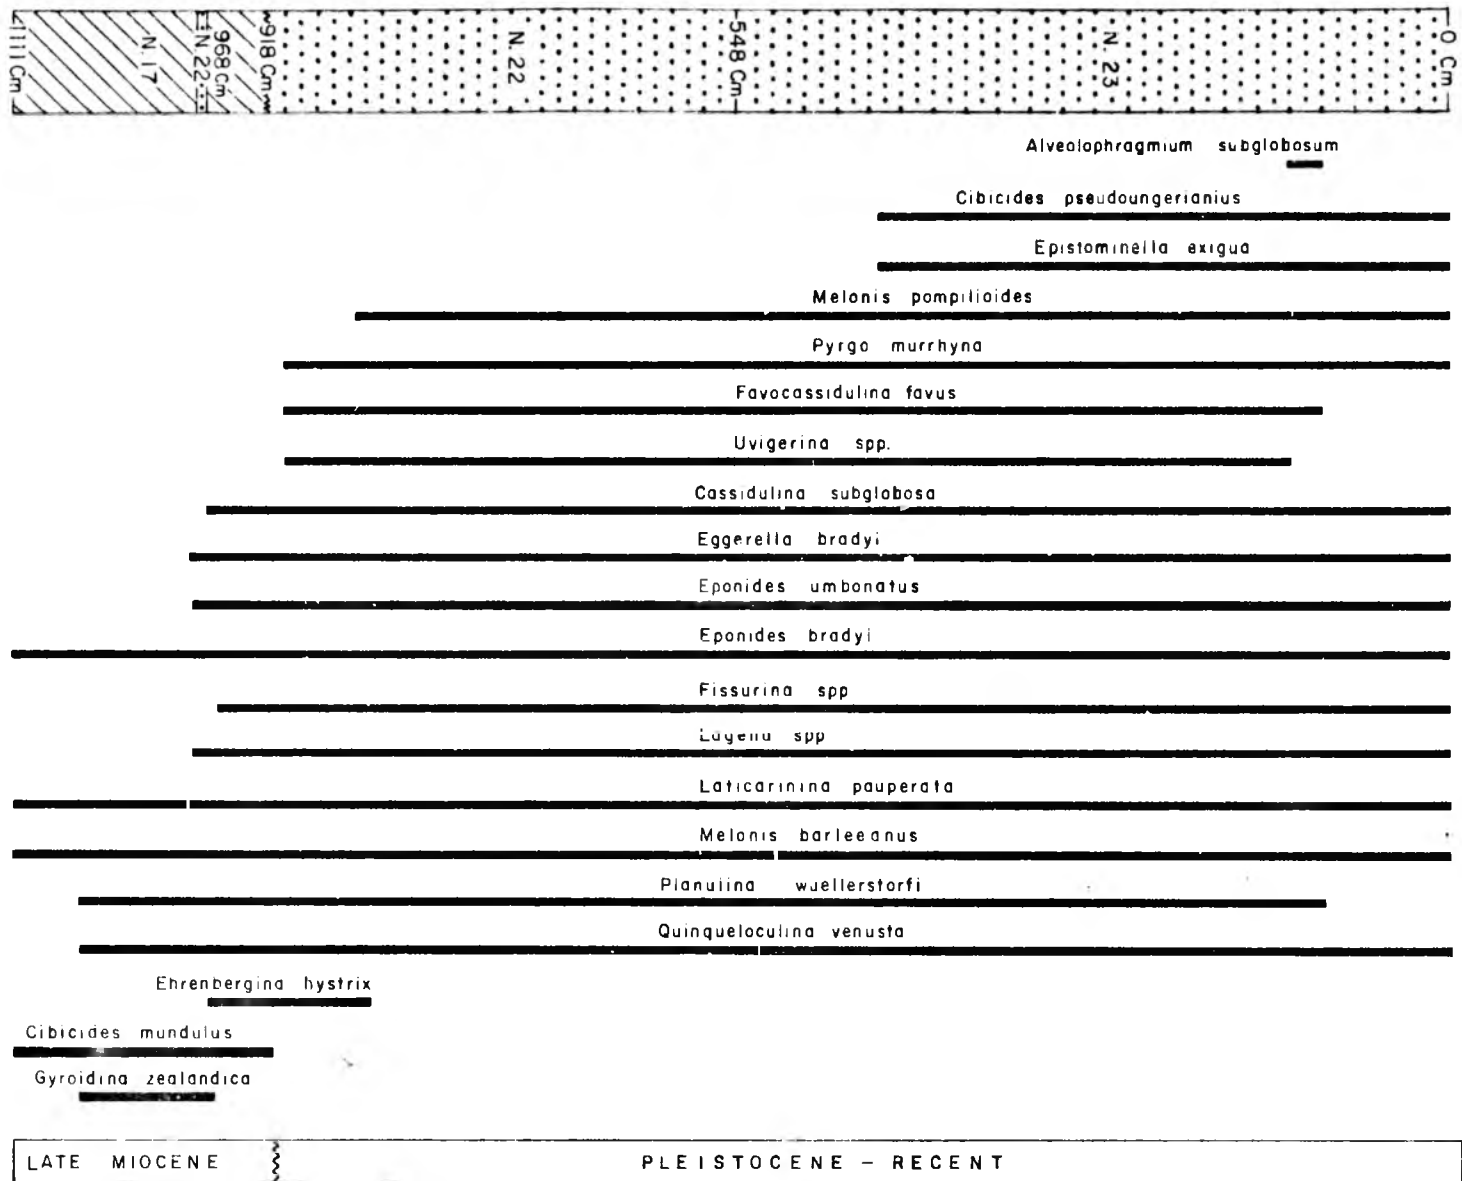 1111 Cm
N. 17
N. 22
968 Cm
918 Cm
N. 22
548 Cm
N. 23
0 Cm
Alveolophragmium subglobosum
Cibicides pseudoungerianius
Epistominella exigua
Melonis pompilioides
Pyrgo murrhyna
Favocassidulina favus
Uvigerina spp.
Cassidulina subglobosa
Eggerella bradyi
Eponides umbonatus
Eponides bradyi
Fissurina spp
Lagena spp
Laticarinina pauperata
Melonis barleeanus
Planulina wuellerstorfi
Quinqueloculina venusta
Ehrenbergina hystrix
Cibicides mundulus
Gyroidina zealandica
LATE MIOCENE
PLEISTOCENE – RECENT